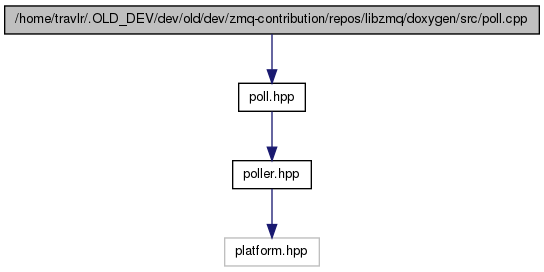 /home/travlr/.OLD_DEV/dev/old/dev/zmq-contribution/repos/libzmq/doxygen/src/poll.cpp
poll.hpp
poller.hpp
platform.hpp